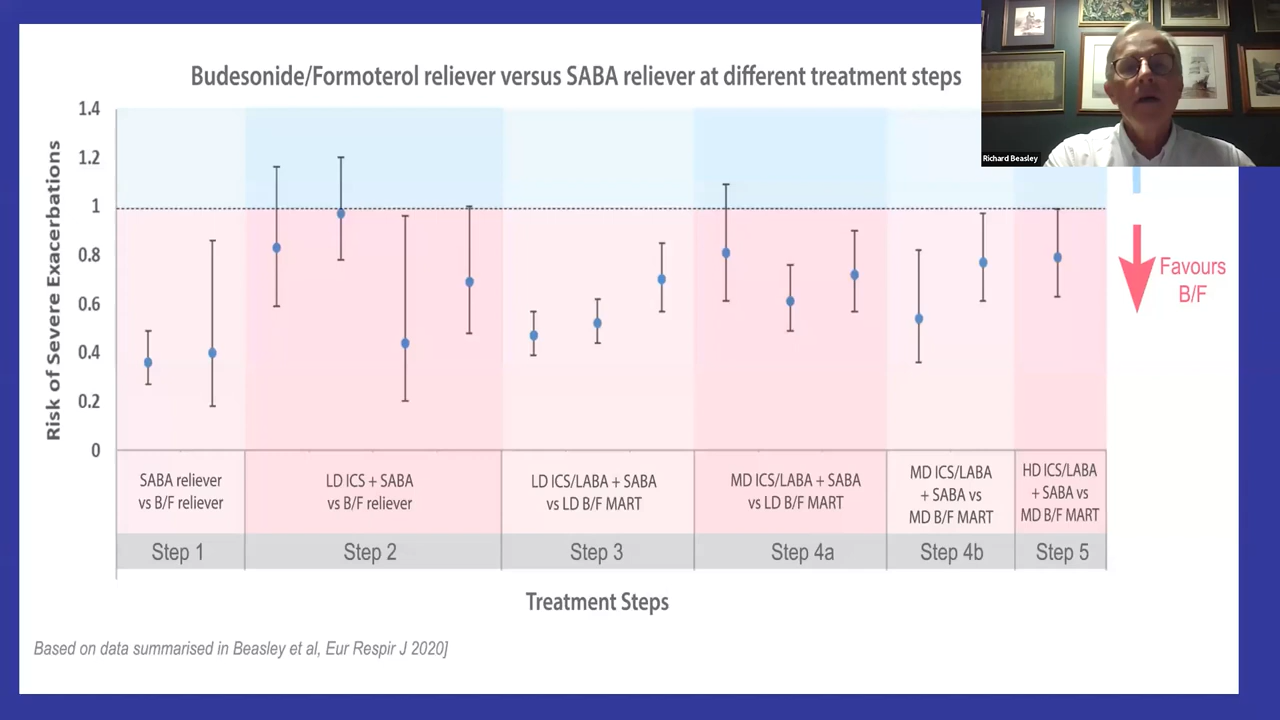 Budesonide/Formoterol reliever versus SABA reliever at different treatment steps
Richard Beasley
Risk of Severe Exacerbations
1.4
1.2
1
0.8
0.6
0.4
0.2
0
Favours
B/F
SABA reliever
vs B/F reliever
LD ICS + SABA
vs B/F reliever
LD ICS/LABA + SABA
vs LD B/F MART
MD ICS/LABA + SABA
vs LD B/F MART
MD ICS/LABA
+ SABA vs
MD B/F MART
HD ICS/LABA
+ SABA vs
MD B/F MART
Step 1
Step 2
Step 3
Step 4a
Step 4b
Step 5
Treatment Steps
Based on data summarised in Beasley et al, Eur Respir J 2020]